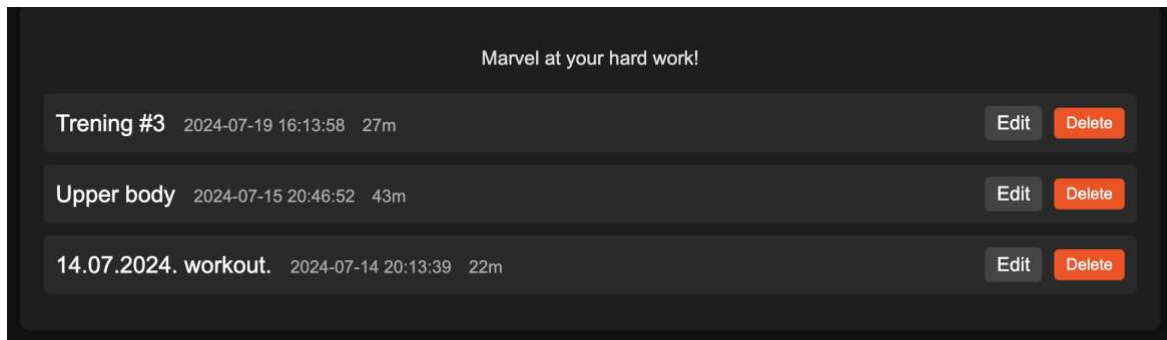 Marvel at your hard work!
Trening #3 2024-07-19 16:13:58 27m Edit Delete
Upper body 2024-07-15 20:46:52 43m Edit Delete
14.07.2024. workout. 2024-07-14 20:13:39 22m Edit Delete